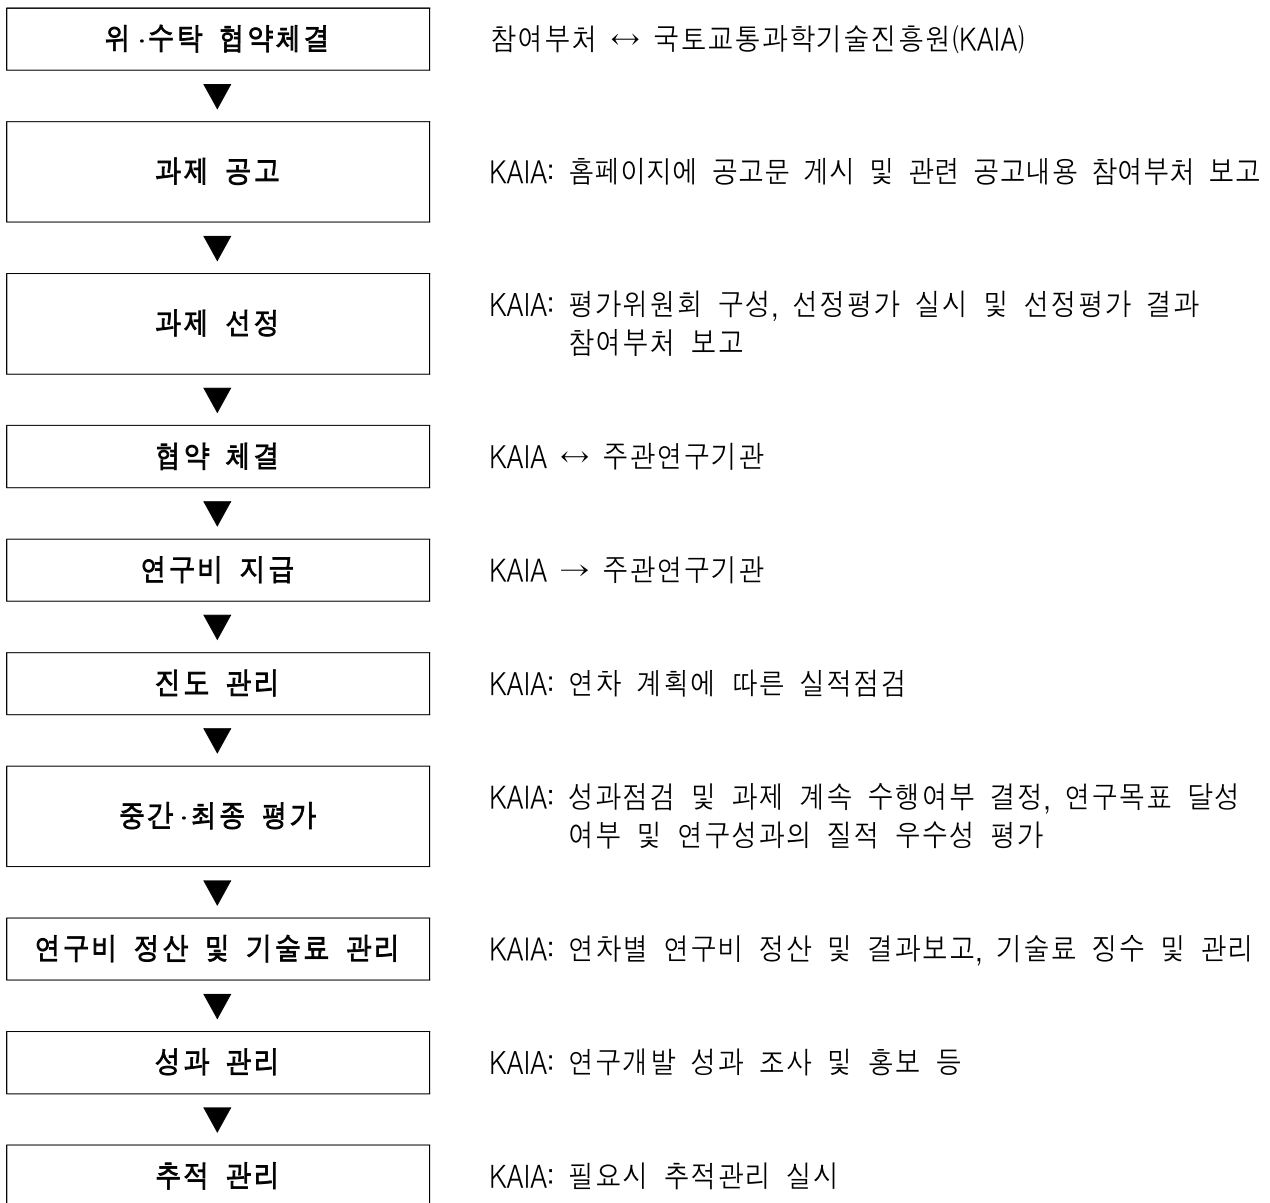 위·수탁 협약체결
참여부처 ↔ 국토교통과학기술진흥원(KAIA)
▼
과제 공고
KAIA: 홈페이지에 공고문 게시 및 관련 공고내용 참여부처 보고
▼
과제 선정
KAIA: 평가위원회 구성, 선정평가 실시 및 선정평가 결과
참여부처 보고
▼
협약 체결
KAIA ↔ 주관연구기관
▼
연구비 지급
KAIA → 주관연구기관
▼
진도 관리
KAIA: 연차 계획에 따른 실적점검
▼
중간·최종 평가
KAIA: 성과점검 및 과제 계속 수행여부 결정, 연구목표 달성
여부 및 연구성과의 질적 우수성 평가
▼
연구비 정산 및 기술료 관리
KAIA: 연차별 연구비 정산 및 결과보고, 기술료 징수 및 관리
▼
성과 관리
KAIA: 연구개발 성과 조사 및 홍보 등
▼
추적 관리
KAIA: 필요시 추적관리 실시